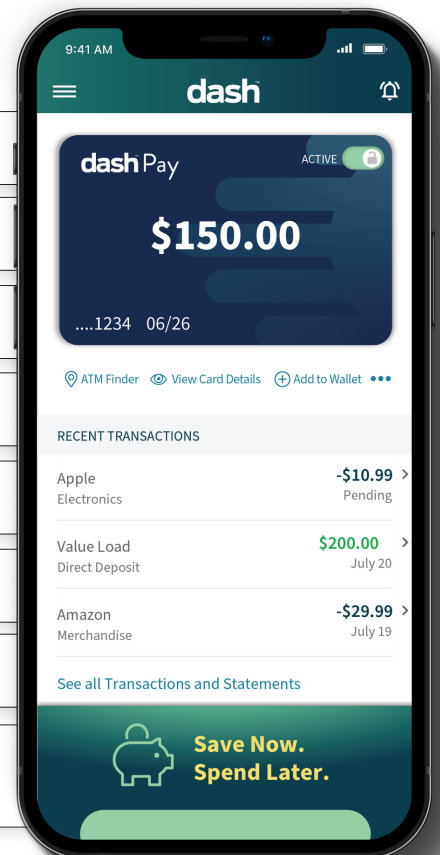 9:41 AM
dash™
dash Pay
ACTIVE
$150.00
....1234 06/26
ATM Finder View Card Details Add to Wallet •••
RECENT TRANSACTIONS
Apple -$10.99 >
Electronics Pending
Value Load $200.00 >
Direct Deposit July 20
Amazon -$29.99 >
Merchandise July 19
See all Transactions and Statements
Save Now.
Spend Later.